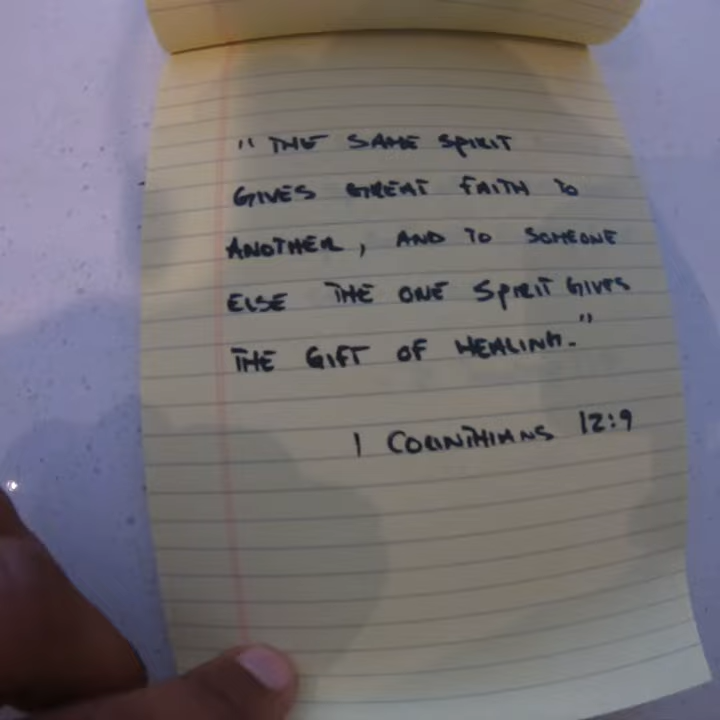 "THE SAME SPIRIT
GIVES GREAT FAITH TO
ANOTHER, AND TO SOMEONE
ELSE THE ONE SPIRIT GIVES
THE GIFT OF HEALING."
1 CORINTHIANS 12:9